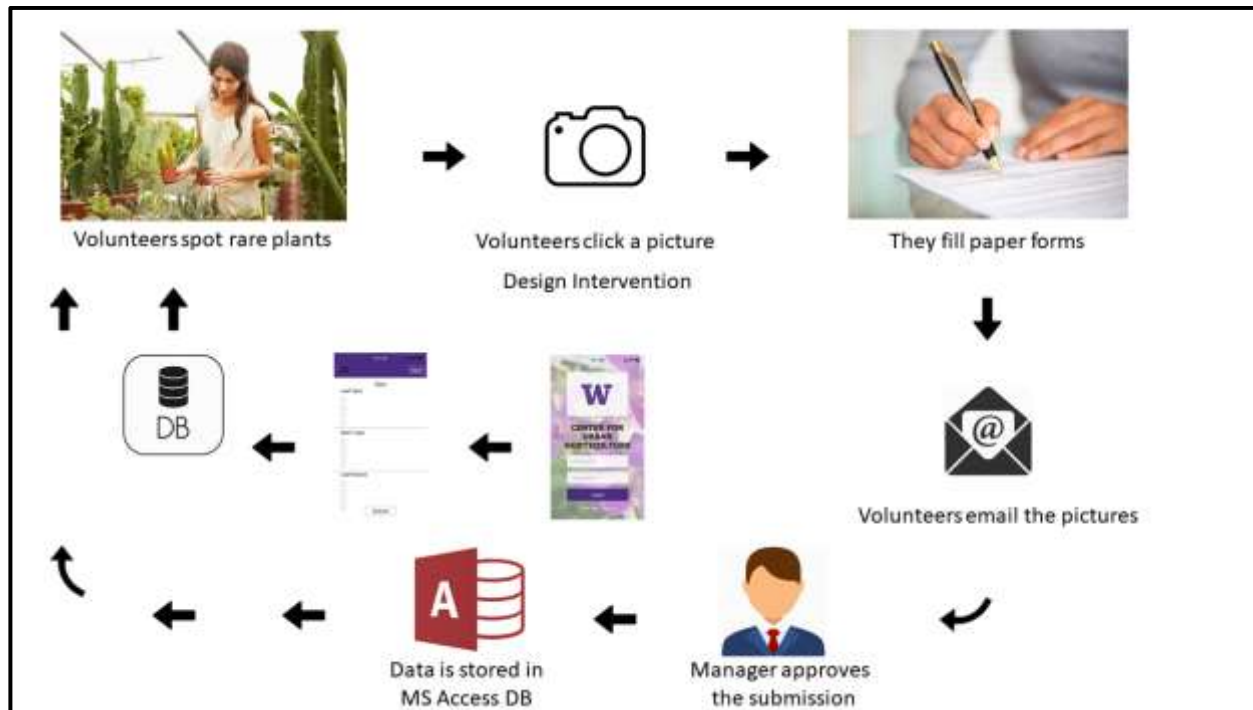 Volunteers spot rare plants
Volunteers click a picture
They fill paper forms
Design Intervention
DB
W
CENTER FOR
URBAN
HORTICULTURE
Volunteers email the pictures
@
A
Data is stored in
MS Access DB
Manager approves
the submission